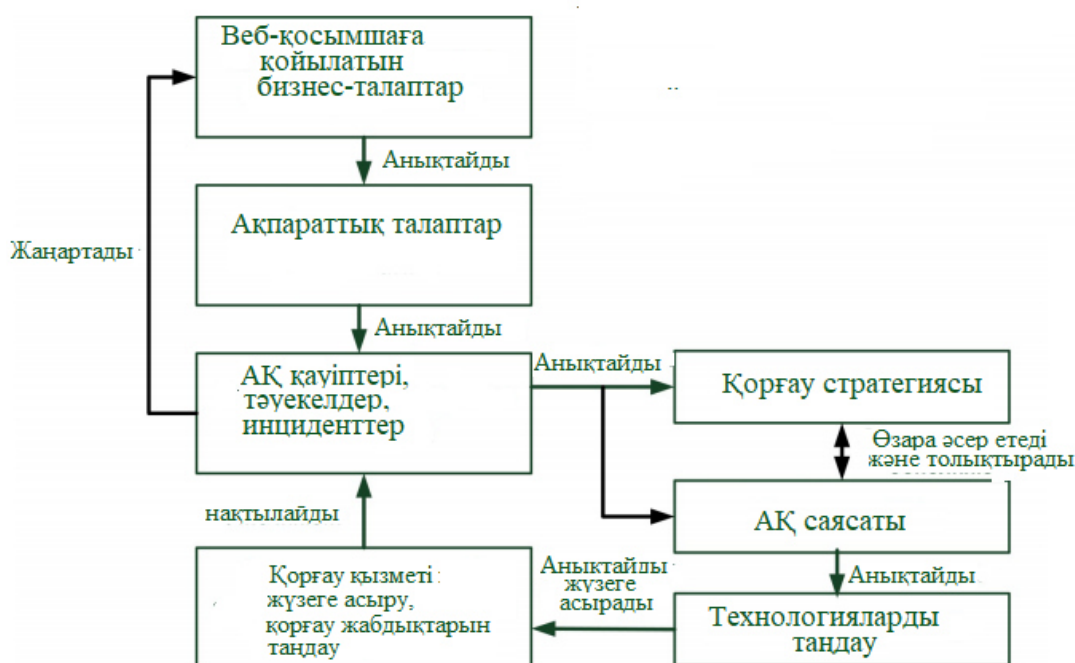 Веб-қосымшаға
қойылатын
бизнес-талаптар
Анықтайды
Ақпараттық талаптар
Жаңартады
Анықтайды
АҚ қауіптері,
тәуекелдер,
инциденттер
Анықтайды
Қорғау стратегиясы
Өзара әсер етеді
және толықтырады
АҚ саясаты
нақтылайды
Анықтайды
Қорғау қызметі:
жүзеге асыру,
қорғау жабдықтарын
таңдау
Анықтайды
жүзеге
асырады
Технологияларды
таңдау